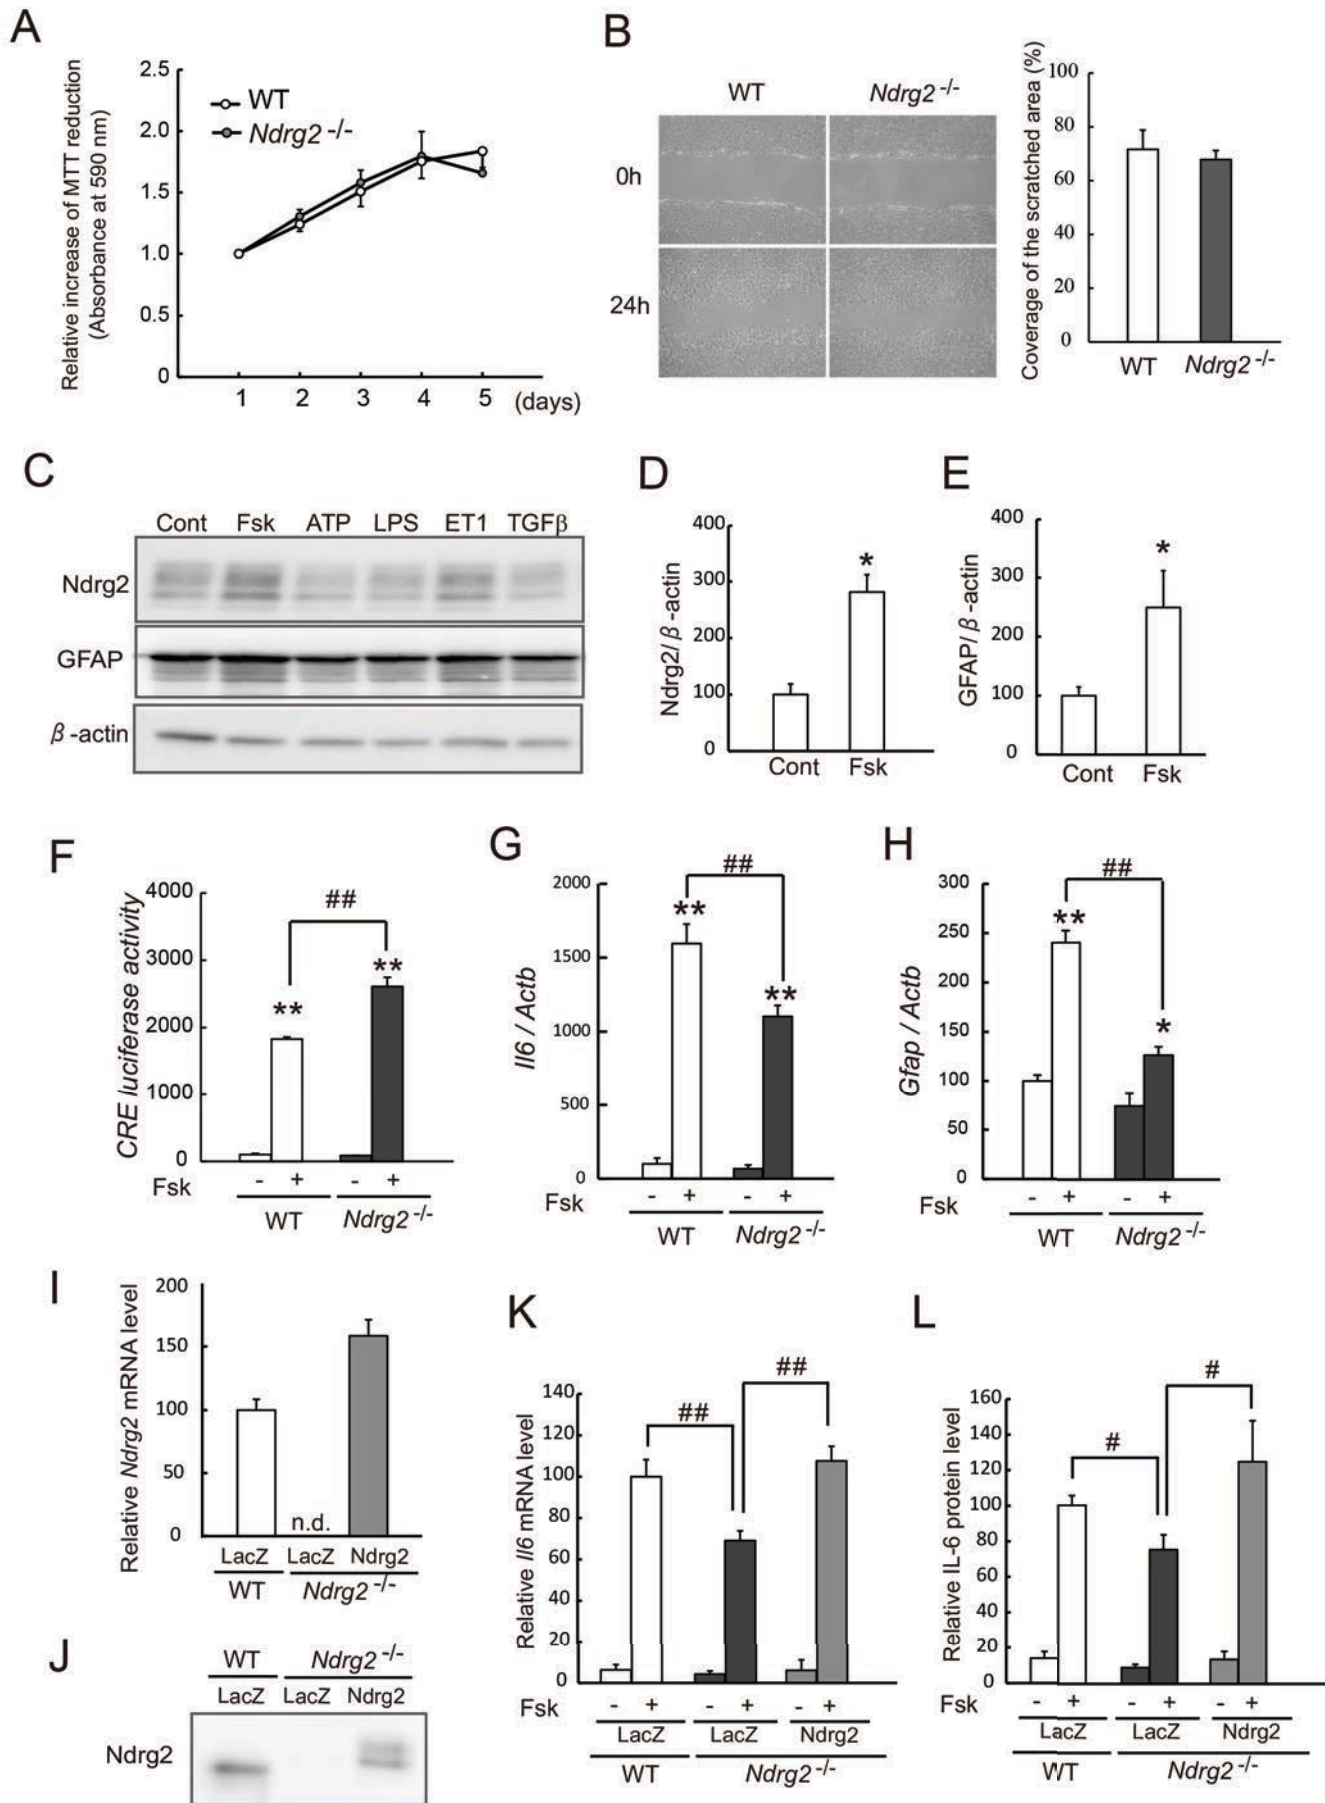 A
Relative increase of MTT reduction
(Absorbance at 590 nm)
2.5
2.0
1.5
1.0
0.5
0
WT
Ndrg2 -/-
1 2 3 4 5 (days)
B
WT Ndrg2 -/-
0h
24h
Coverage of the scratched area (%)
100
80
60
40
20
0
WT Ndrg2 -/-
C
Cont Fsk ATP LPS ET1 TGFβ
Ndrg2
GFAP
β-actin
D
Ndrg2/β-actin
400
300
200
100
0
*
Cont Fsk
E
GFAP/β-actin
400
300
200
100
0
*
Cont Fsk
F
CRE luciferase activity
4000
3000
2000
1000
0
##
**
**
Fsk - + - +
WT Ndrg2 -/-
G
Il6 / Actb
2000
1500
1000
500
0
##
**
**
Fsk - + - +
WT Ndrg2 -/-
H
Gfap / Actb
300
250
200
150
100
50
0
##
**
*
Fsk - + - +
WT Ndrg2 -/-
I
Relative Ndrg2 mRNA level
200
150
100
50
0
n.d.
LacZ LacZ Ndrg2
WT Ndrg2 -/-
J
WT Ndrg2 -/-
LacZ LacZ Ndrg2
Ndrg2
K
Relative Il6 mRNA level
140
120
100
80
60
40
20
0
##
##
Fsk - + - + - +
LacZ LacZ Ndrg2
WT Ndrg2 -/-
L
Relative IL-6 protein level
160
140
120
100
80
60
40
20
0
#
#
Fsk - + - + - +
LacZ LacZ Ndrg2
WT Ndrg2 -/-